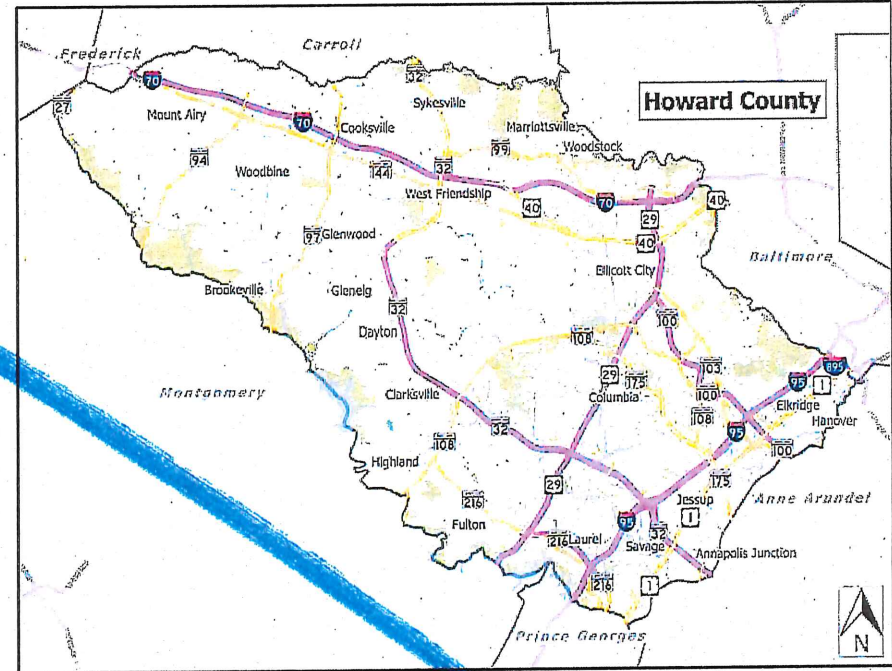 Carroll
Frederick
32
70
Sykesville
Howard County
27
Mount Airy
70
Cooksville
Marriottsville
99
Woodstock
94
Woodbine
144
32
West Friendship
70
40
40
29
97
Glenwood
40
Baltimore
Ellicott City
Brookeville
Glenelg
32
Dayton
100
108
895
103
95
1
29
175
Montgomery
Clarksville
Columbia
100
Elkridge
108
Hanover
32
95
108
100
Highland
175
29
Jessup
Anne Arundel
216
1
Fulton
95
216
Laurel
32
Savage
Annapolis Junction
216
1
Prince Georges
N